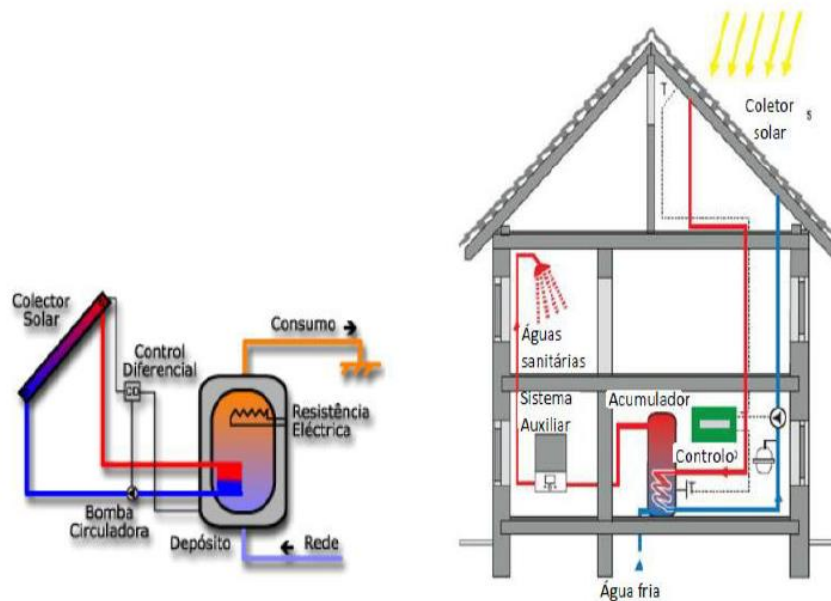 Colector
Solar
Control
Diferencial
CD
Consumo
Resistência
Eléctrica
Bomba
Circuladora
Depósito
Rede
T
Coletor
solar
s
Águas
sanitárias
Sistema
Auxiliar
Acumulador
Controlo
T
Água fria